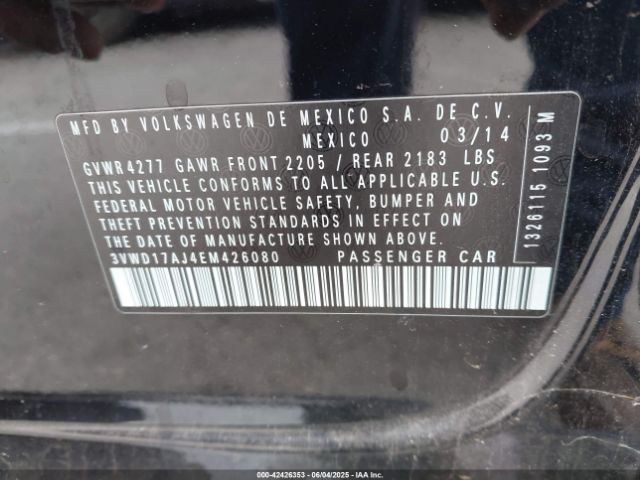 MFD BY VOLKSWAGEN DE MEXICO S.A. DE C.V.
MEXICO 03/14
GVWR 4277 GAWR FRONT 2205 / REAR 2183 LBS
THIS VEHICLE CONFORMS TO ALL APPLICABLE U.S.
FEDERAL MOTOR VEHICLE SAFETY, BUMPER AND
THEFT PREVENTION STANDARDS IN EFFECT ON
THE DATE OF MANUFACTURE SHOWN ABOVE.
3VWD17AJ4EM426080 PASSENGER CAR
1326115 1093 M
000-42426353 - 06/04/2025 - IAA Inc.